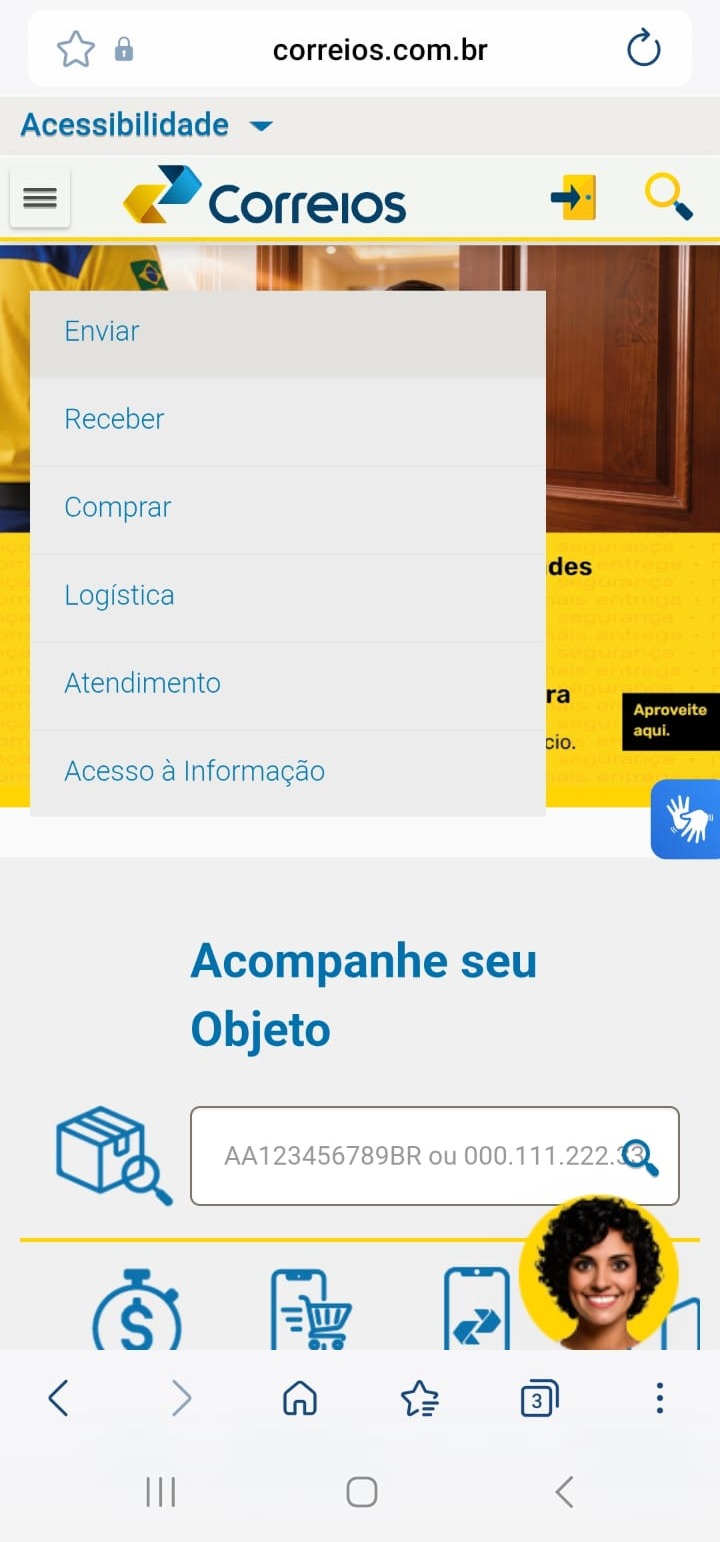 correios.com.br
Acessibilidade
Correios
Enviar
Receber
Comprar
Logística
Atendimento
Acesso à Informação
des
ra
cio.
Aproveite
aqui.
Acompanhe seu
Objeto
AA123456789BR ou 000.111.222.33
$
3